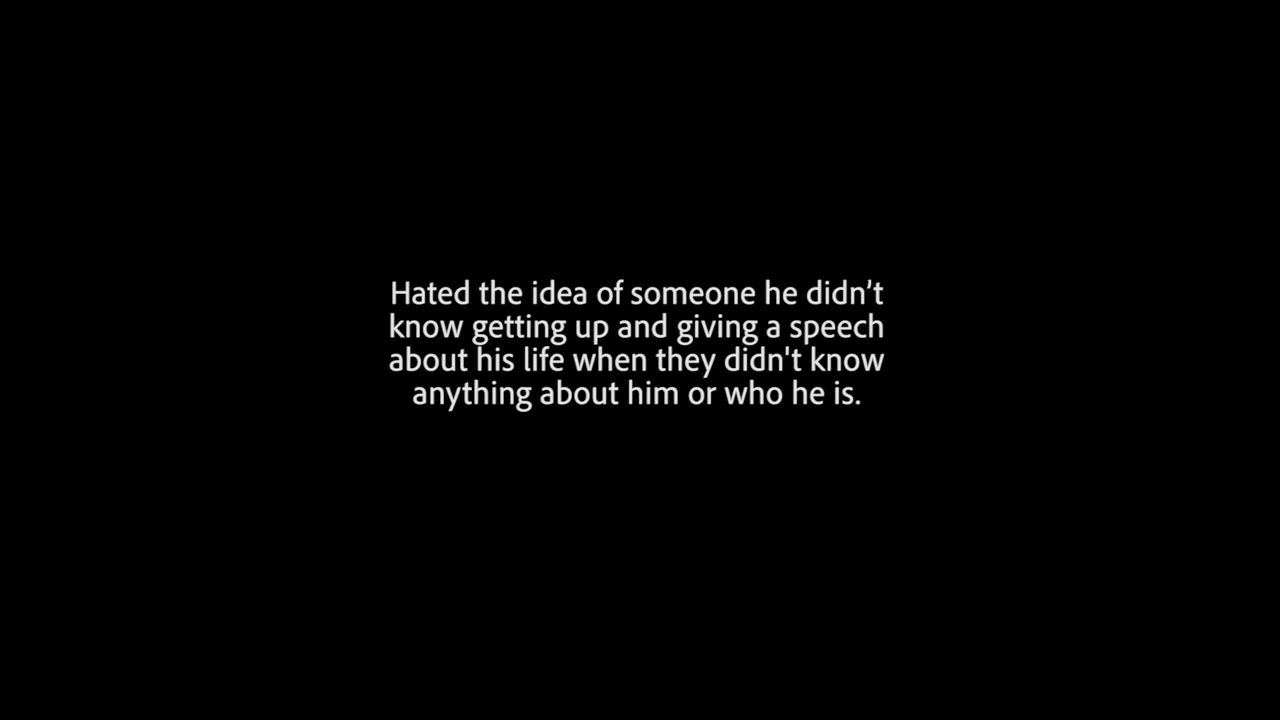 Hated the idea of someone he didn’t
know getting up and giving a speech
about his life when they didn't know
anything about him or who he is.